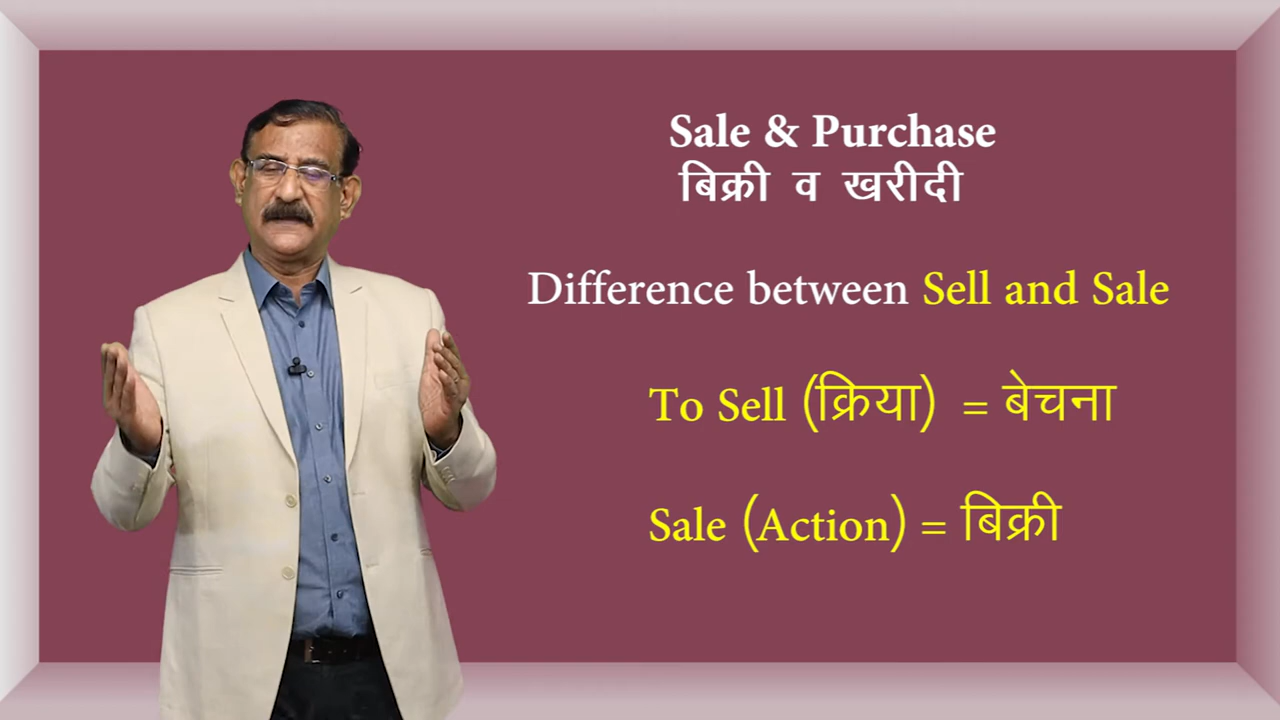 Sale & Purchase
बिक्री व खरीदी
Difference between Sell and Sale
To Sell (क्रिया) = बेचना
Sale (Action) = बिक्री